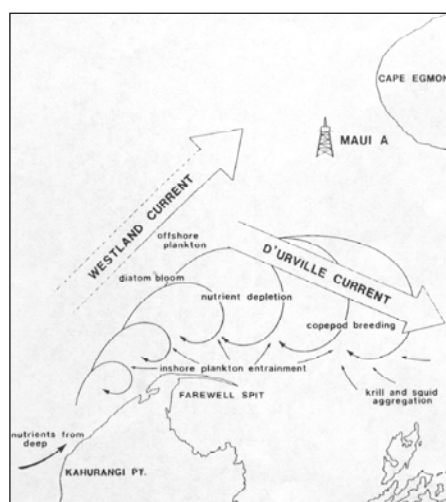 CAPE EGMON
MAUI A
WESTLAND CURRENT
offshore
plankton
D'URVILLE CURRENT
diatom bloom
nutrient depletion
copepod breeding
inshore plankton entrainment
FAREWELL SPIT
krill and squid
aggregation
nutrients from
deep
KAHURANGI PT.